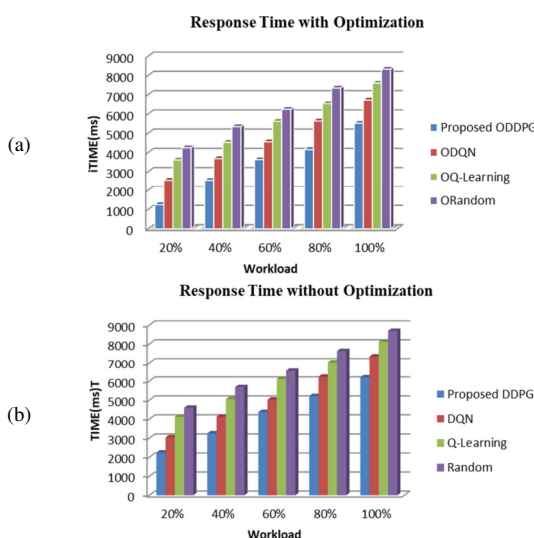 Response Time with Optimization
(a)
iTIME(ms)
9000
8000
7000
6000
5000
4000
3000
2000
1000
0
20% 40% 60% 80% 100%
Workload
Proposed ODDPG
ODQN
OQ-Learning
ORandom
Response Time without Optimization
(b)
TIME(ms)T
9000
8000
7000
6000
5000
4000
3000
2000
1000
0
20% 40% 60% 80% 100%
Workload
Proposed DDPG
DQN
Q-Learning
Random